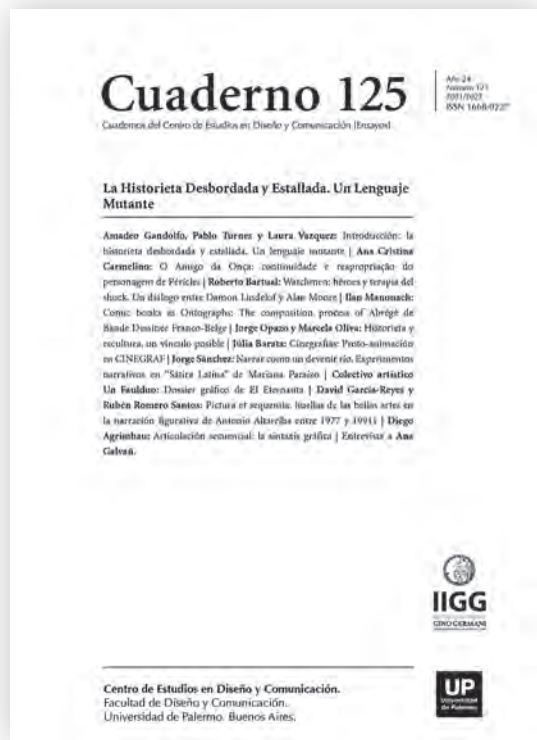 Cuaderno 125
Año 24
Número 125
2021/2022
ISSN 1668-0227
Cuadernos del Centro de Estudios en Diseño y Comunicación [Ensayos]
La Historieta Desbordada y Estallada. Un Lenguaje
Mutante
Amadeo Gandolfo, Pablo Turnes y Laura Vazquez: Introducción: la
historieta desbordada y estallada. Un lenguaje mutante | Ana Cristina
Carmelino: O Amigo da Onça: continuidade e reapropriação do
personagem de Péricles | Roberto Bartual: Watchmen: héroes y terapia del
shock. Un diálogo entre Damon Lindelof y Alan Moore | Ilan Manouach:
Comic books as Ontographs: The composition process of Abrégé de
Bande Dessinée Franco-Belge | Jorge Opazo y Marcela Oliva: Historieta y
escultura, un vínculo posible | Júlia Barata: Cinegrafías: Proto-animación
en CINEGRAF | Jorge Sánchez: Narrar como un devenir río. Experimentos
narrativos en "Sátira Latina" de Mariana Paraizo | Colectivo artístico
Un Faulduo: Dossier gráfico de El Eternauta | David García-Reyes y
Rubén Romero Santos: Pictura et sequentia: huellas de las bellas artes en
la narración figurativa de Antonio Altarriba entre 1977 y 19911 | Diego
Agrimbau: Articulación secuencial: la sintaxis gráfica | Entrevista a Ana
Galvañ.
IIGG
GINO GERMANI
Centro de Estudios en Diseño y Comunicación.
Facultad de Diseño y Comunicación.
Universidad de Palermo. Buenos Aires.
UP
Universidad
de Palermo